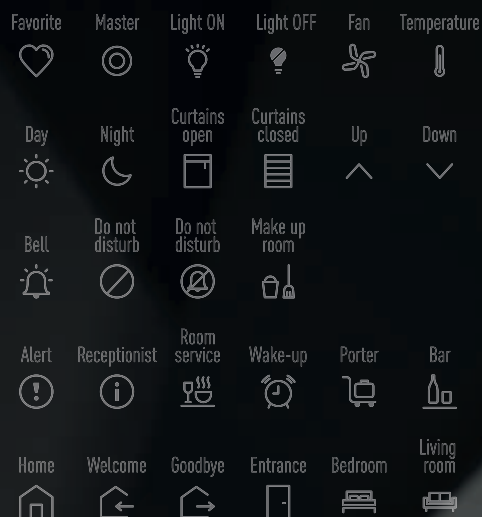 Favorite Master Light ON Light OFF Fan Temperature
Day Night Curtains open Curtains closed Up Down
Bell Do not disturb Do not disturb Make up room
Alert Receptionist Room service Wake-up Porter Bar
Home Welcome Goodbye Entrance Bedroom Living room